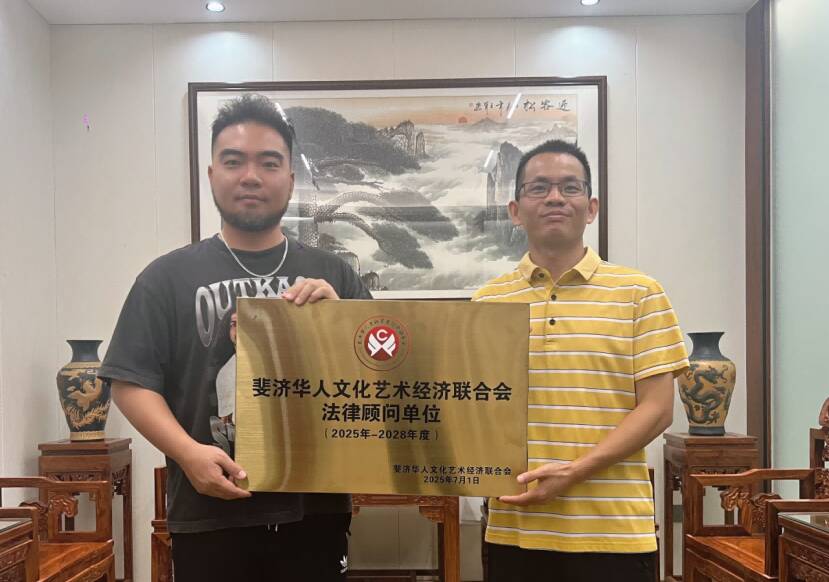 OUTKAS
斐济华人文化艺术经济联合会
法律顾问单位
（2025年-2028年度）
斐济华人文化艺术经济联合会
2025年7月1日